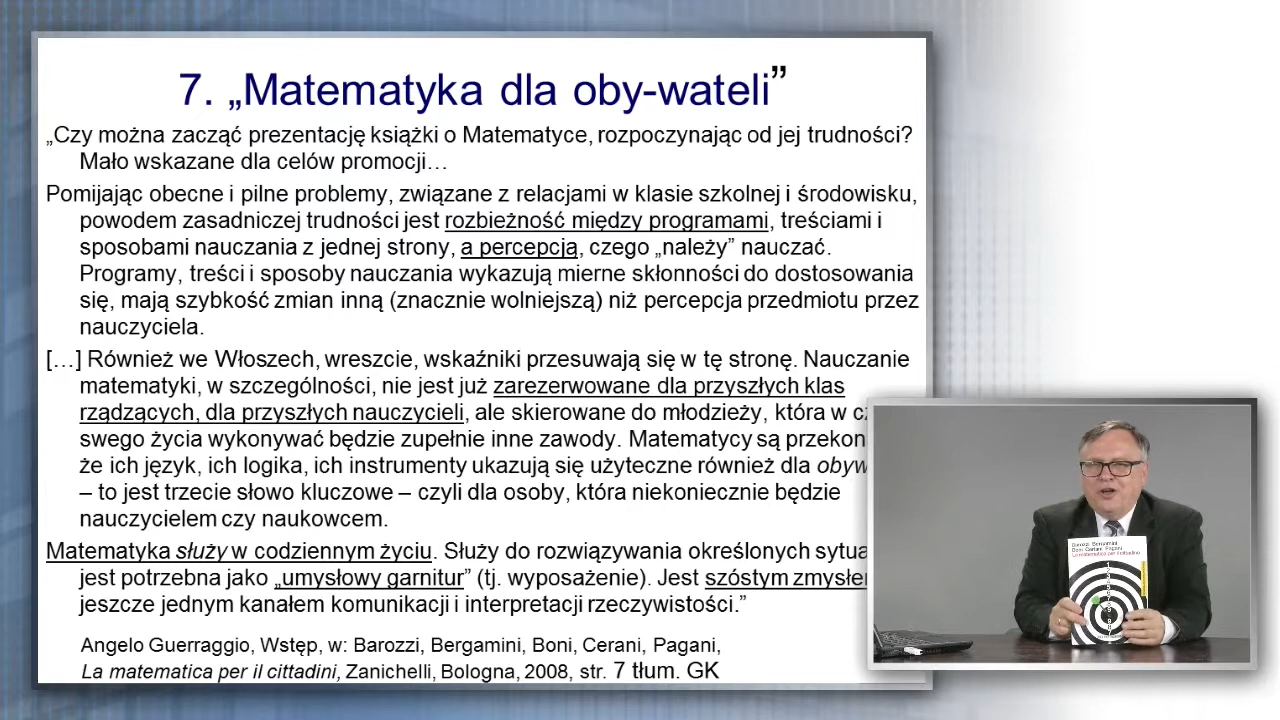 7. „Matematyka dla oby-wateli”
„Czy można zacząć prezentację książki o Matematyce, rozpoczynając od jej trudności?
Mało wskazane dla celów promocji…
Pomijając obecne i pilne problemy, związane z relacjami w klasie szkolnej i środowisku,
powodem zasadniczej trudności jest rozbieżność między programami, treściami i
sposobami nauczania z jednej strony, a percepcją, czego „należy” nauczać.
Programy, treści i sposoby nauczania wykazują mierne skłonności do dostosowania
się, mają szybkość zmian inną (znacznie wolniejszą) niż percepcja przedmiotu przez
nauczyciela.
[…] Również we Włoszech, wreszcie, wskaźniki przesuwają się w tę stronę. Nauczanie
matematyki, w szczególności, nie jest już zarezerwowane dla przyszłych klas
rządzących, dla przyszłych nauczycieli, ale skierowane do młodzieży, która w
swego życia wykonywać będzie zupełnie inne zawody. Matematycy są
że ich język, ich logika, ich instrumenty ukazują się użyteczne również dla
– to jest trzecie słowo kluczowe – czyli dla osoby, która niekoniecznie będzie
nauczycielem czy naukowcem.
Matematyka służy w codziennym życiu. Służy do rozwiązywania określonych
jest potrzebna jako „umysłowy garnitur” (tj. wyposażenie). Jest szóstym
jeszcze jednym kanałem komunikacji i interpretacji rzeczywistości.”
Angelo Guerraggio, Wstęp, w: Barozzi, Bergamini, Boni, Cerani, Pagani,
La matematica per il cittadini, Zanichelli, Bologna, 2008, str. 7 tłum. GK
Bergamini
Boni Pagani
La matematica per il cittadino